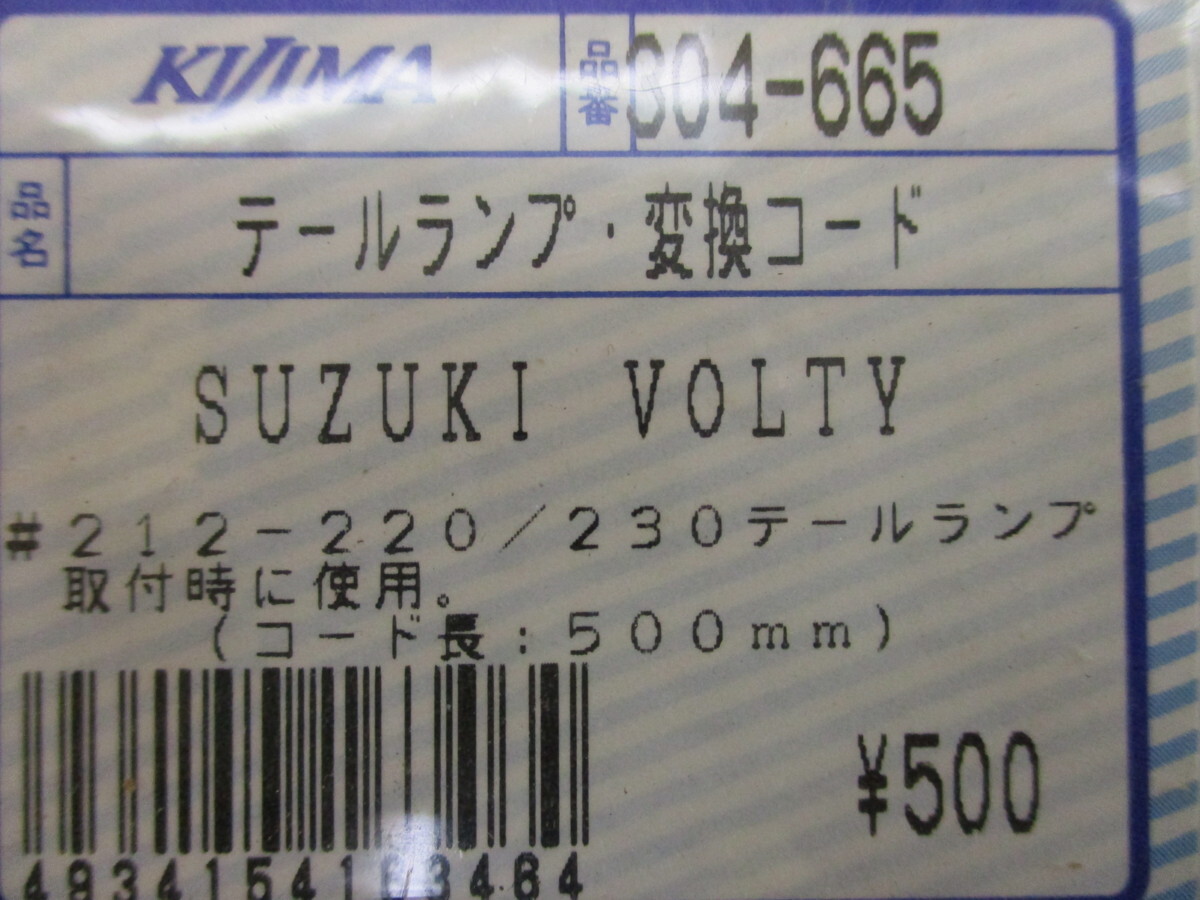 KIJIMA 品番 304-665
品名 テールランプ・変換コード
SUZUKI VOLTY
#212-220/230テールランプ
取付時に使用。
(コード長:500mm)
¥500